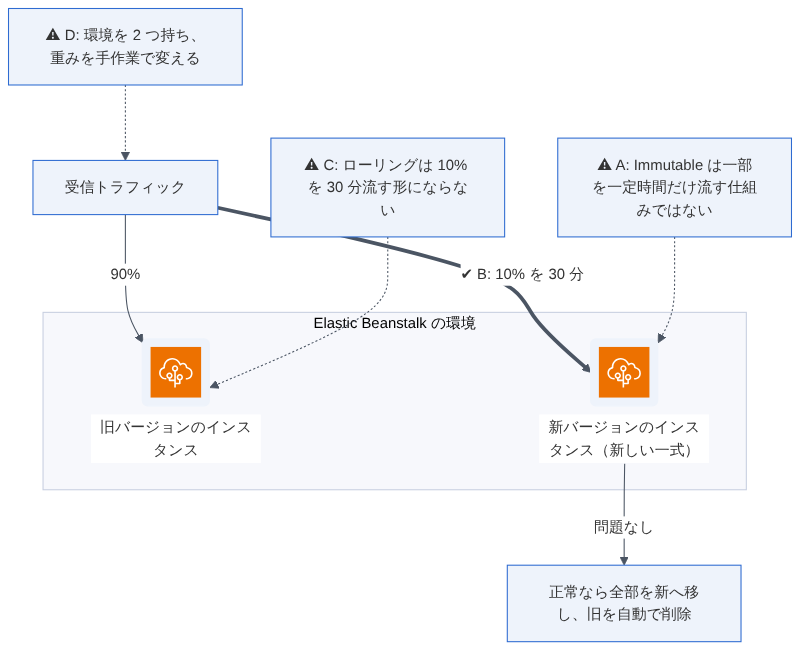 ⚠ D: 環境を 2 つ持ち、
重みを手作業で変える
⚠ C: ローリングは 10%
を 30 分流す形にならな
い
⚠ A: Immutable は一部
を一定時間だけ流す仕組
みではない
受信トラフィック
90%
✔ B: 10% を 30 分
Elastic Beanstalk の環境
旧バージョンのインス
タンス
新バージョンのインス
タンス（新しい一式）
問題なし
正常なら全部を新へ移
し、旧を自動で削除